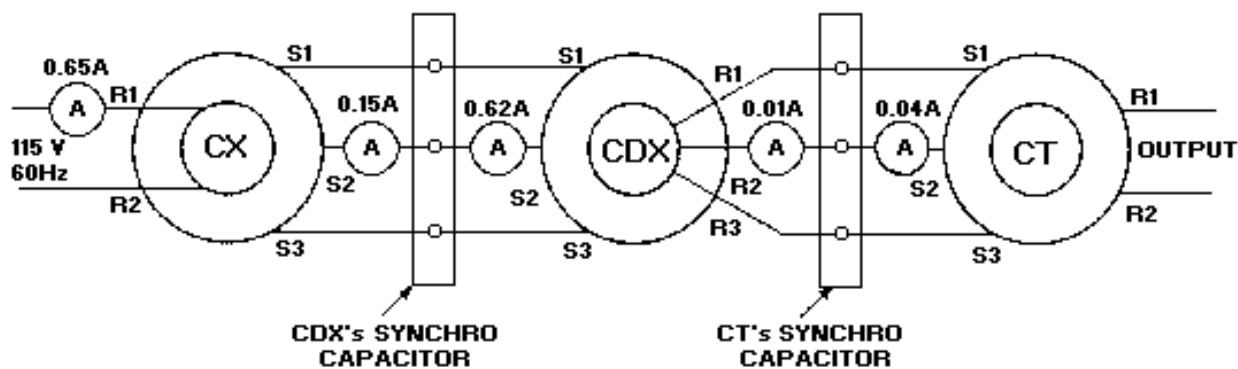 S1
S1
S1
S1
0.65A
R1
R1
R1
0.15A
0.62A
0.01A
0.04A
A
A
A
A
A
CX
CDX
CT
115 V
60Hz
OUTPUT
S2
S2
R2
S2
R2
R2
R3
S3
S3
S3
CDX's SYNCHRO
CAPACITOR
CT's SYNCHRO
CAPACITOR